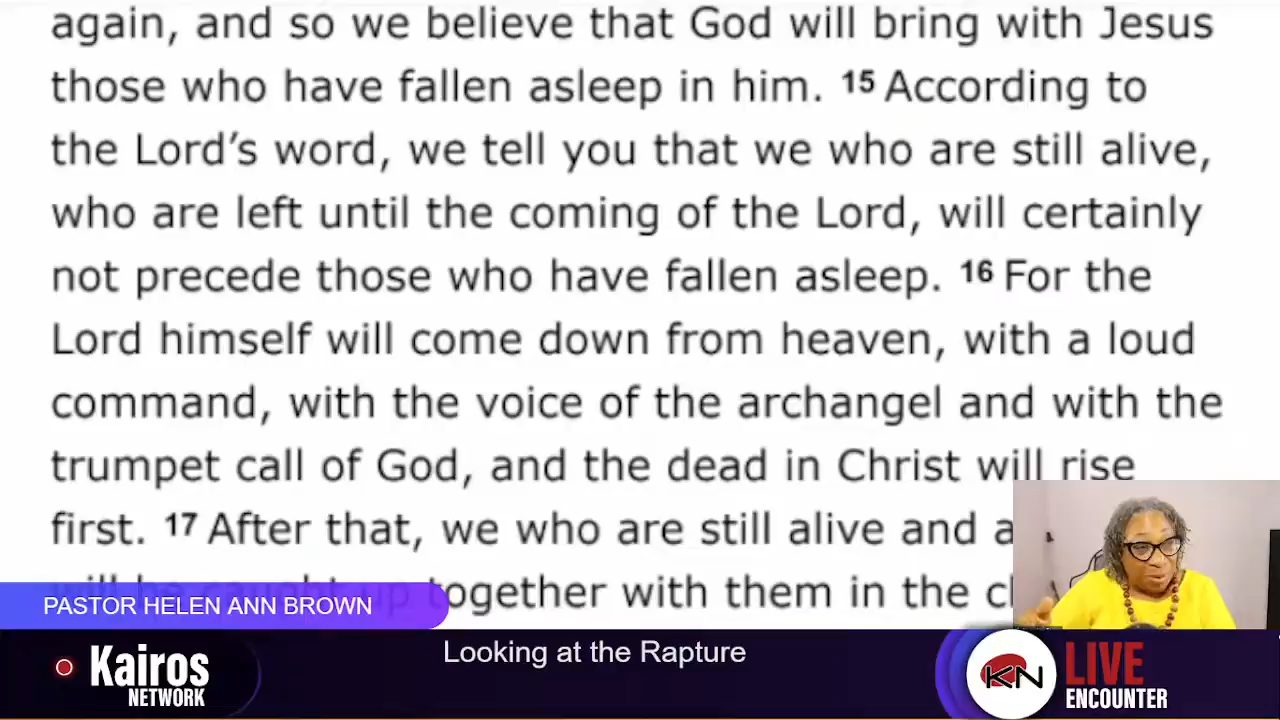 again, and so we believe that God will bring with Jesus
those who have fallen asleep in him. 15 According to
the Lord’s word, we tell you that we who are still alive,
who are left until the coming of the Lord, will certainly
not precede those who have fallen asleep. 16 For the
Lord himself will come down from heaven, with a loud
command, with the voice of the archangel and with the
trumpet call of God, and the dead in Christ will rise
first. 17 After that, we who are still alive and
will be caught up together with them in the
PASTOR HELEN ANN BROWN
Looking at the Rapture
Kairos
NETWORK
KN
LIVE
ENCOUNTER